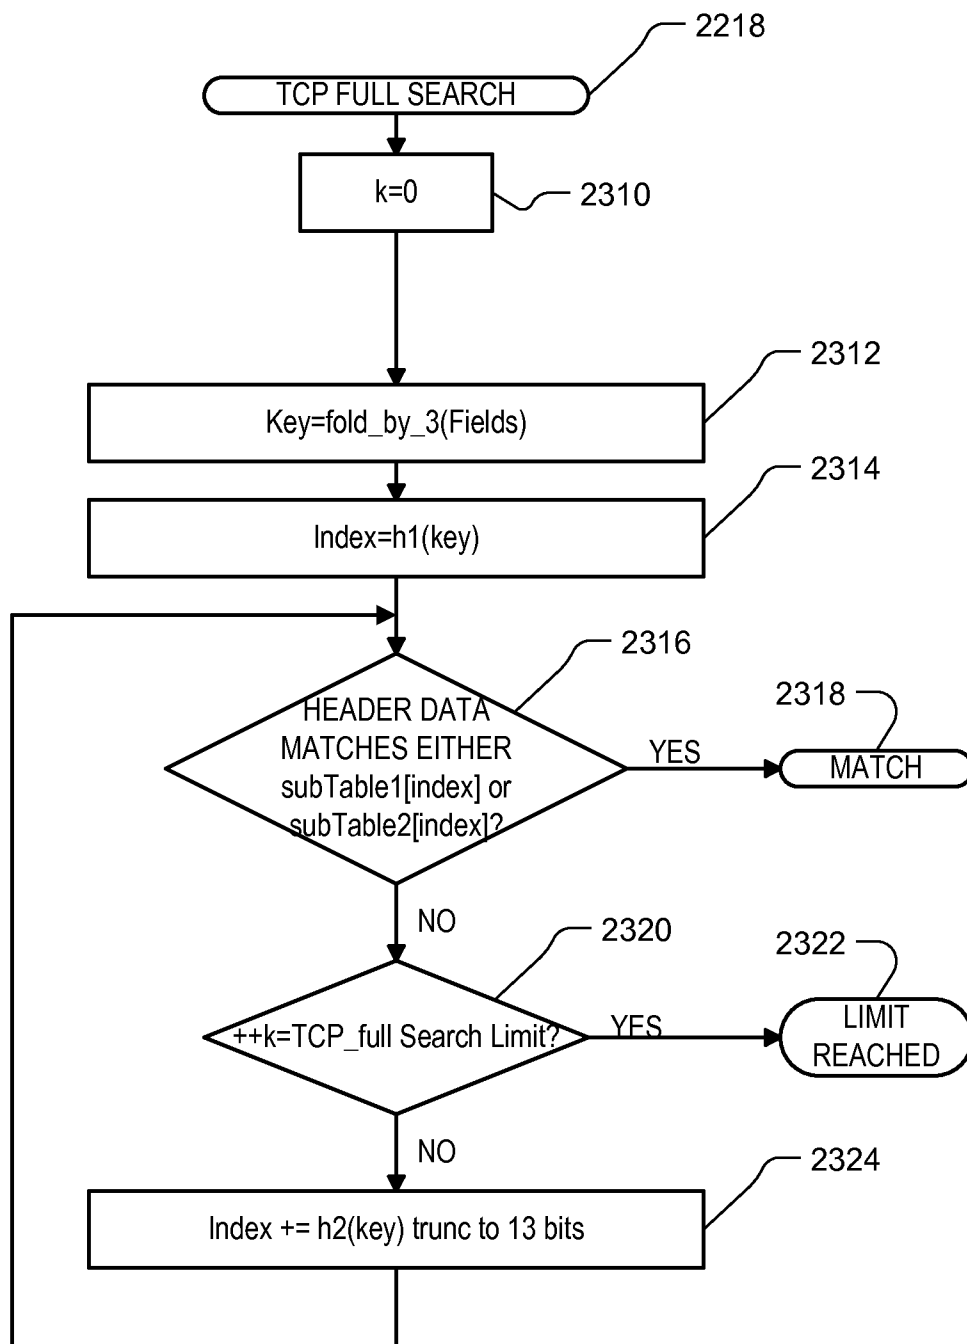 2218
TCP FULL SEARCH
k=0
2310
2312
Key=fold_by_3(Fields)
2314
Index=h1(key)
2316
HEADER DATA
MATCHES EITHER
subTable1[index] or
subTable2[index]?
YES
2318
MATCH
NO
2320
++k=TCP_full Search Limit?
YES
2322
LIMIT
REACHED
NO
2324
Index += h2(key) trunc to 13 bits